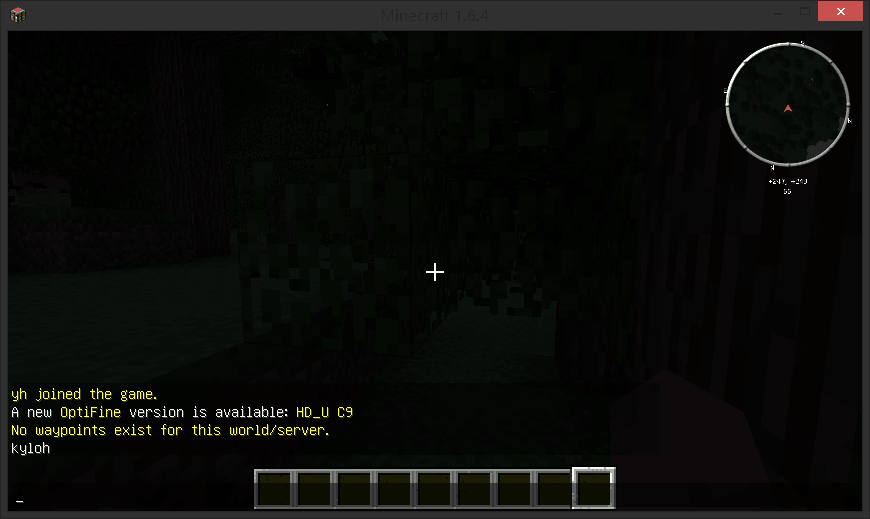 Minecraft 1.6.4
yh joined the game.
A new OptiFine version is available: HD_U C9
No waypoints exist for this world/server.
kyloh
_